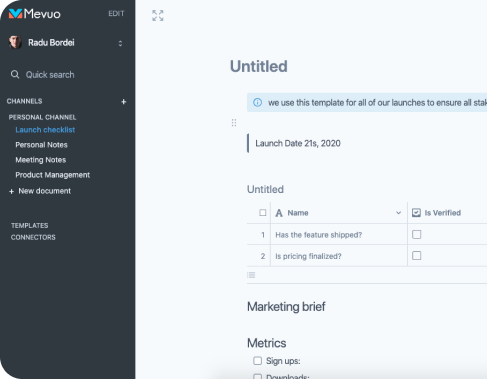 Mevuo
EDIT
Radu Bordei
Quick search
CHANNELS
+
PERSONAL CHANNEL
Launch checklist
Personal Notes
Meeting Notes
Product Management
+ New document
TEMPLATES
CONNECTORS
Untitled
we use this template for all of our launches to ensure all sta
Launch Date 21s, 2020
Untitled
A Name
Is Verified
1 Has the feature shipped?
2 Is pricing finalized?
Marketing brief
Metrics
Sign ups:
Downloads: